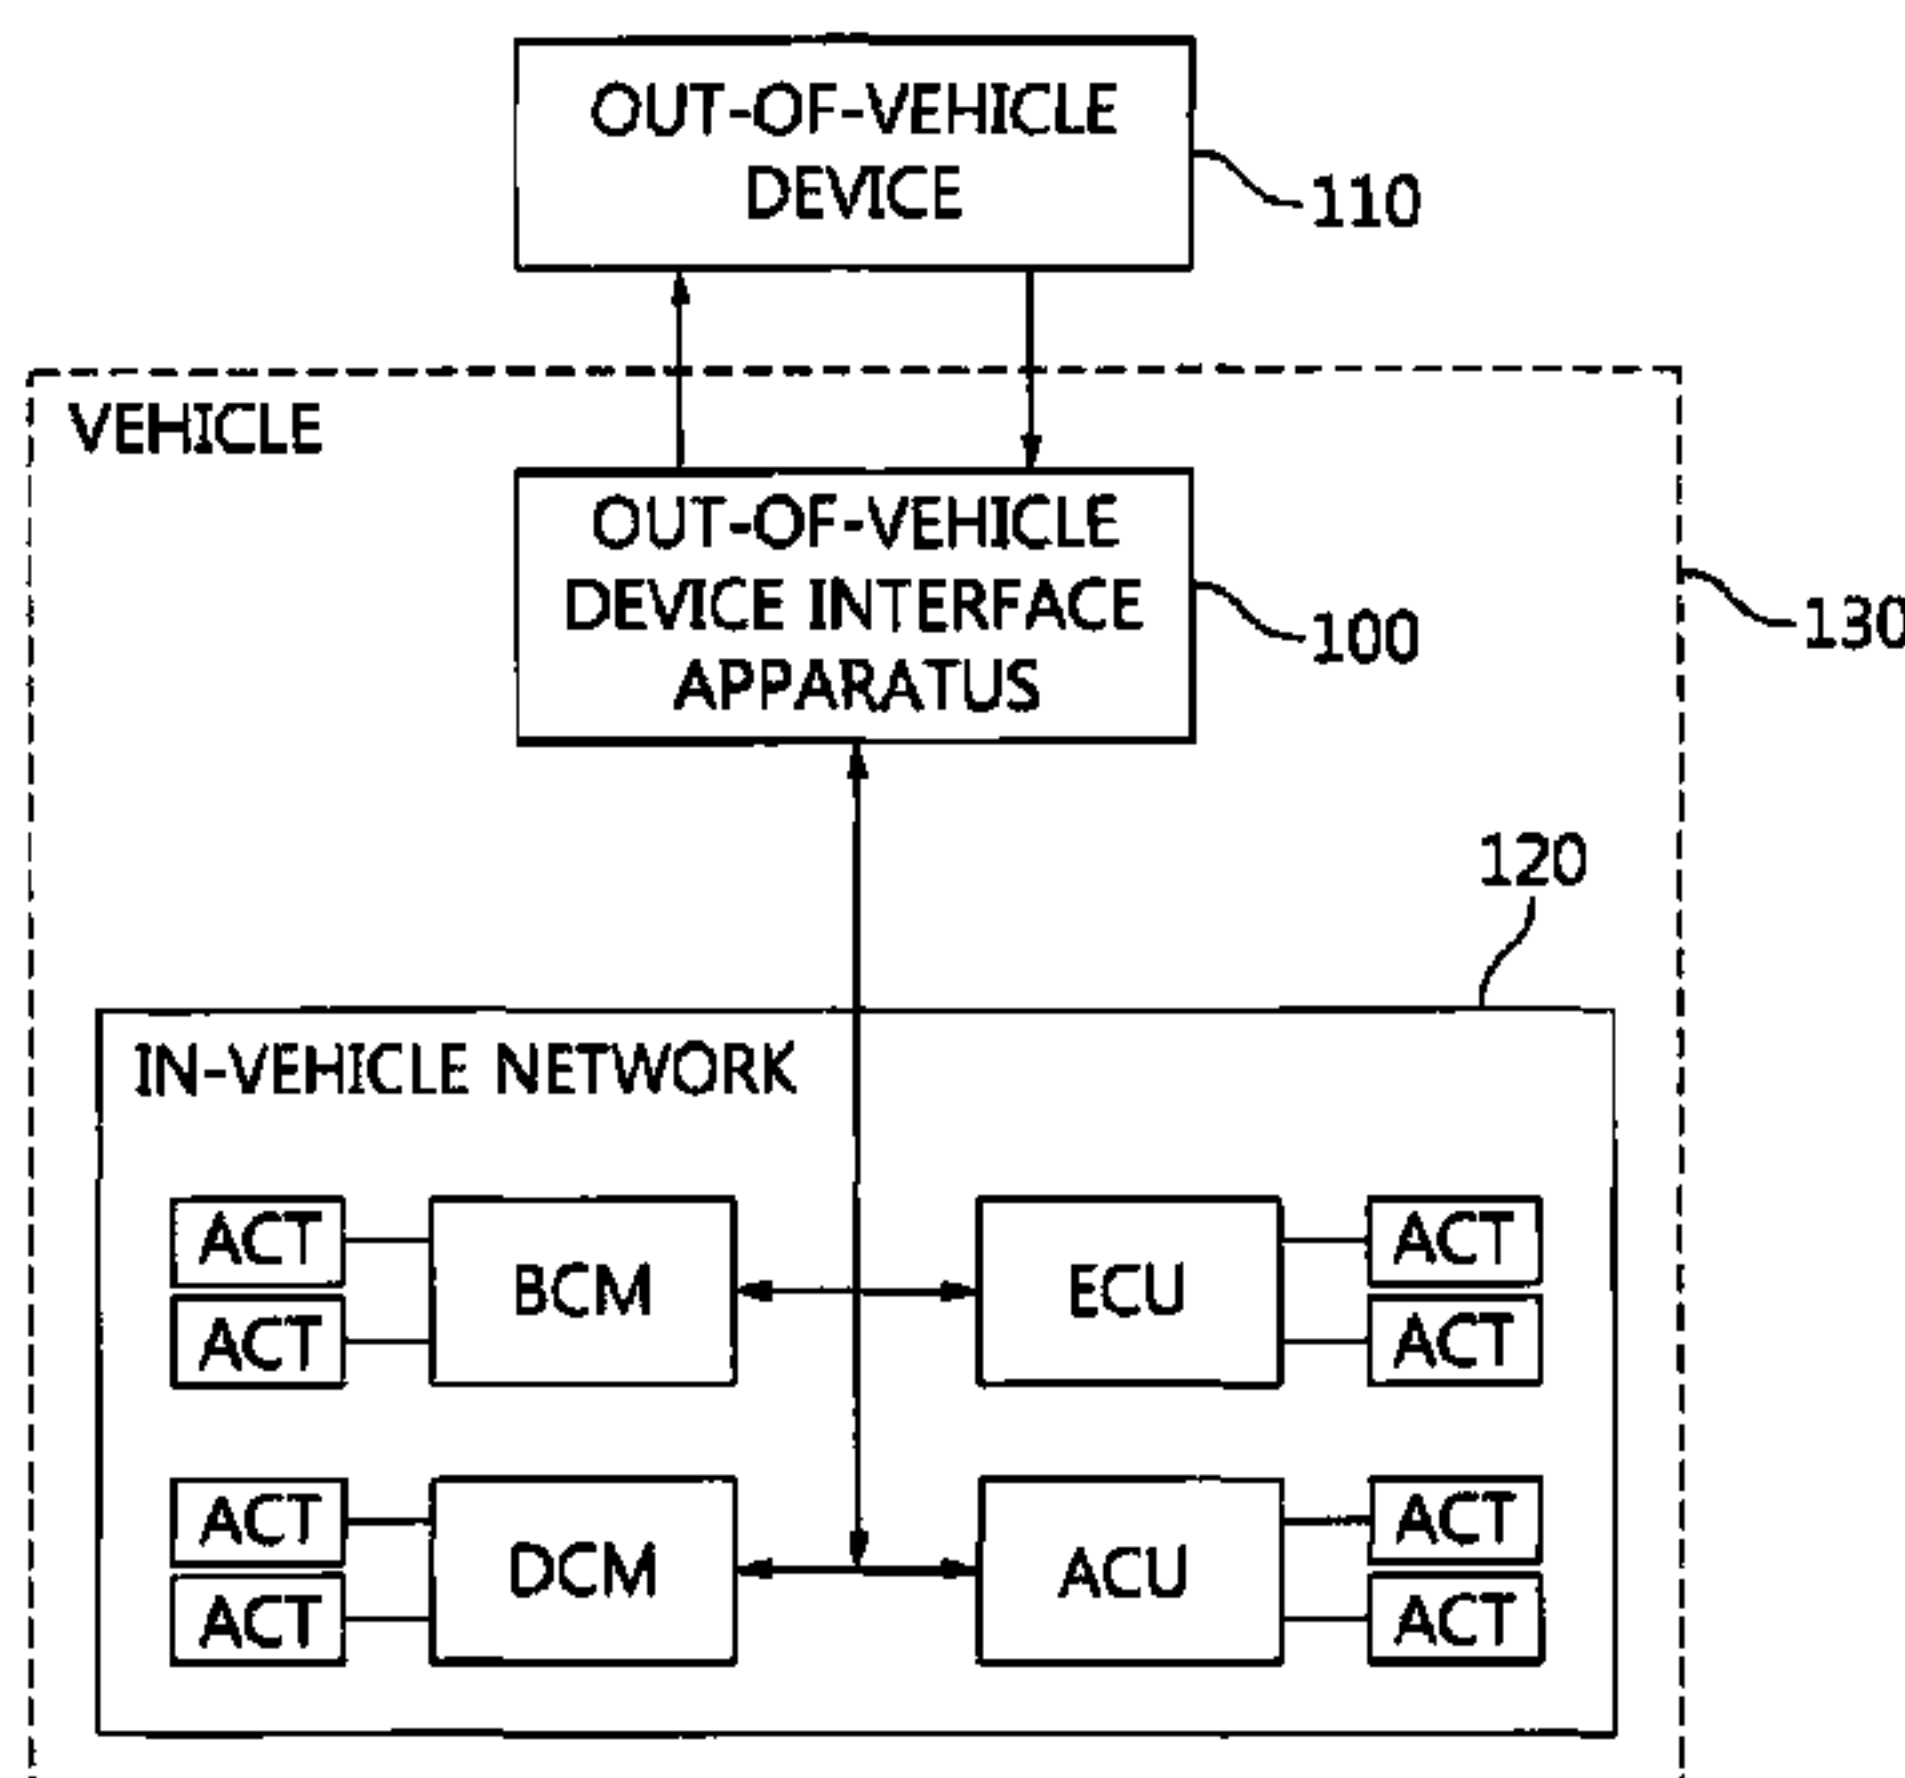 OUT-OF-VEHICLE
DEVICE
110
VEHICLE
OUT-OF-VEHICLE
DEVICE INTERFACE
APPARATUS
100
130
120
IN-VEHICLE NETWORK
ACT
ACT
BCM
ECU
ACT
ACT
ACT
ACT
DCM
ACU
ACT
ACT